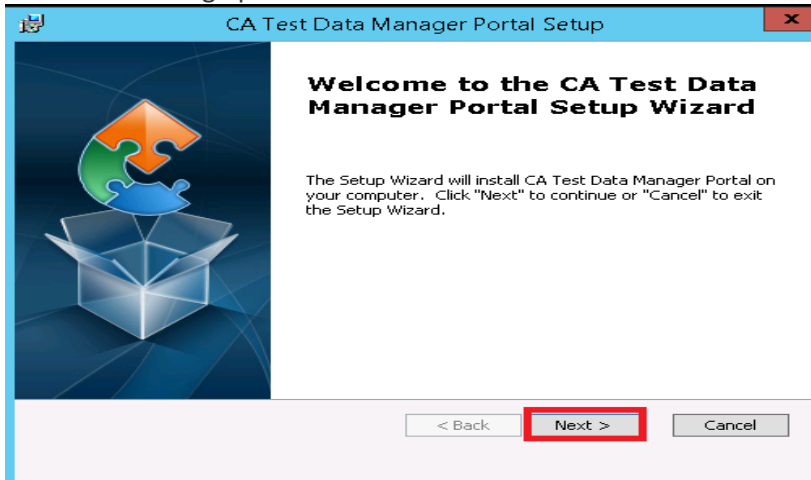 CA Test Data Manager Portal Setup
Welcome to the CA Test Data
Manager Portal Setup Wizard
The Setup Wizard will install CA Test Data Manager Portal on
your computer. Click "Next" to continue or "Cancel" to exit
the Setup Wizard.
< Back Next > Cancel